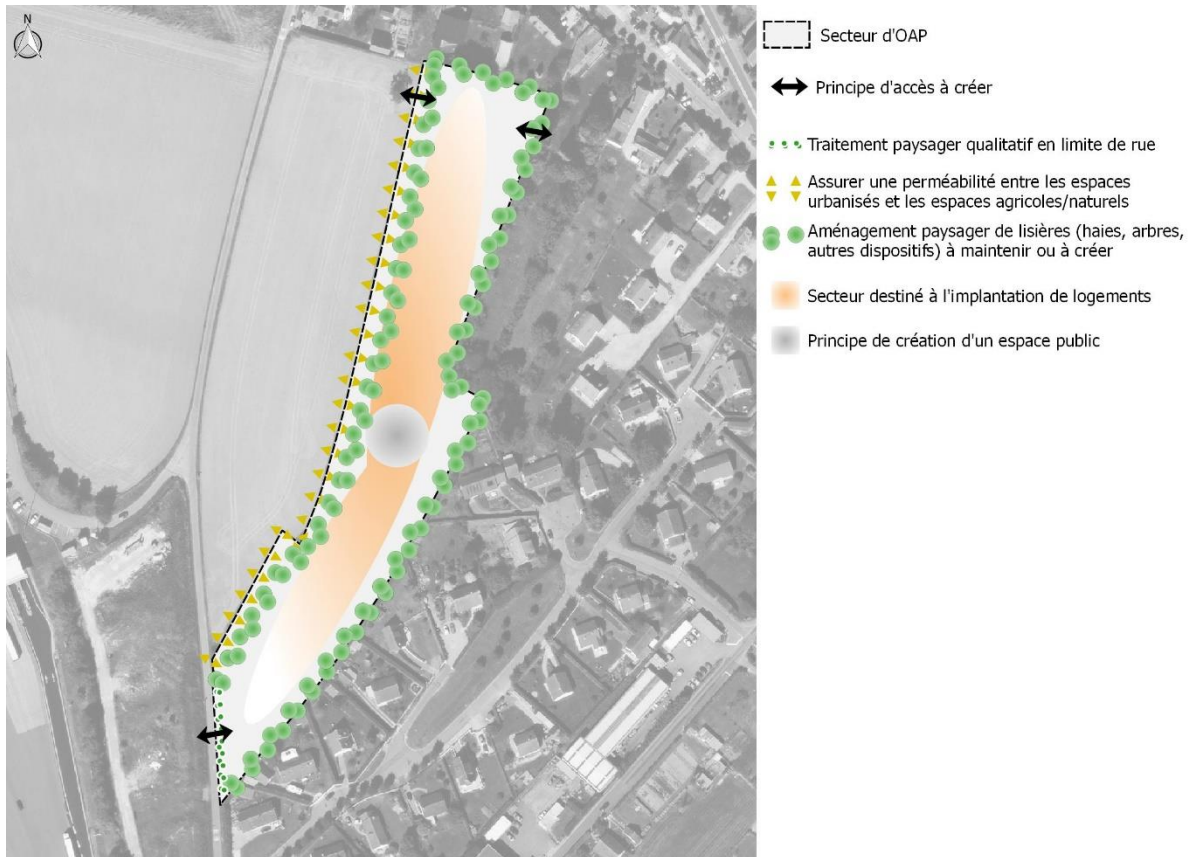 N
Secteur d'OAP
Principe d'accès à créer
Traitement paysager qualitatif en limite de rue
Assurer une perméabilité entre les espaces
urbanisés et les espaces agricoles/naturels
Aménagement paysager de lisières (haies, arbres,
autres dispositifs) à maintenir ou à créer
Secteur destiné à l'implantation de logements
Principe de création d'un espace public